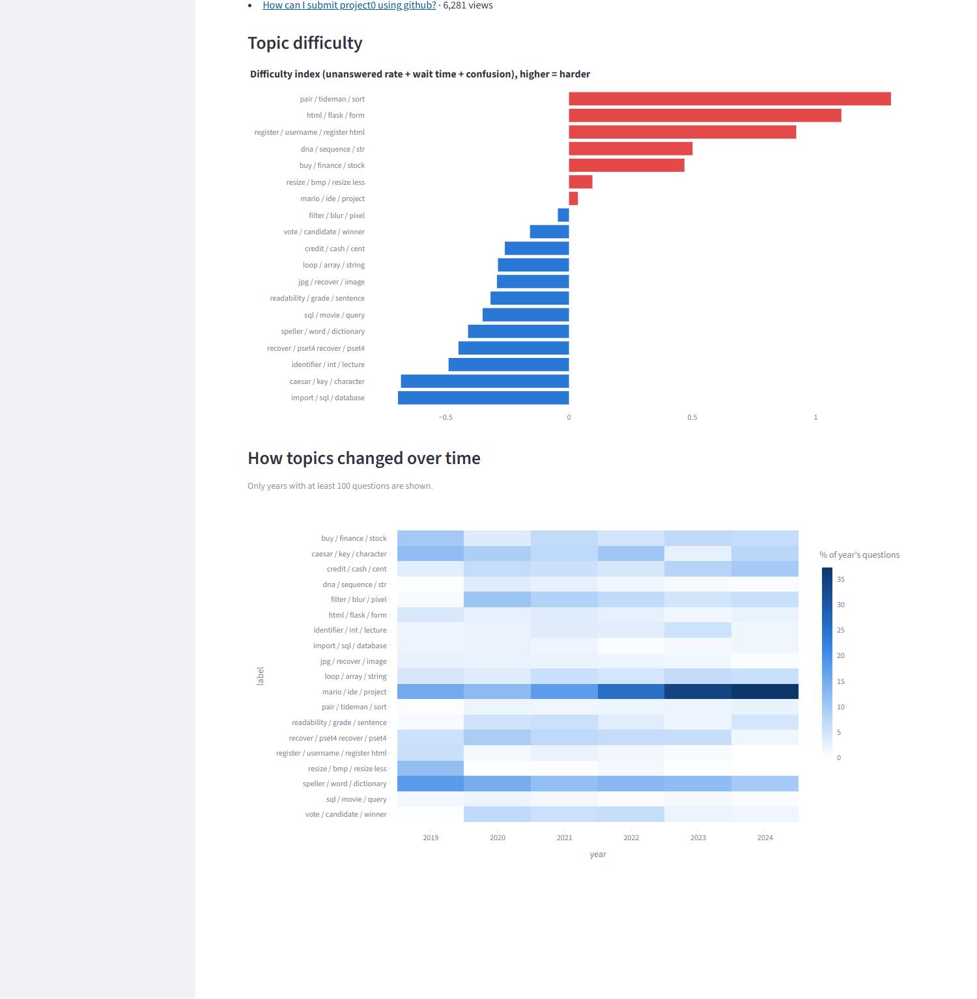 • How can I submit project0 using github? · 6,281 views
Topic difficulty
Difficulty index (unanswered rate + wait time + confusion), higher = harder
pair / tideman / sort
html / flask / form
register / username / register html
dna / sequence / str
buy / finance / stock
resize / bmp / resize less
mario / ide / project
filter / blur / pixel
vote / candidate / winner
credit / cash / cent
loop / array / string
jpg / recover / image
readability / grade / sentence
sql / movie / query
speller / word / dictionary
recover / pset4 recover / pset4
identifier / int / lecture
caesar / key / character
import / sql / database
−0.5 0 0.5 1
How topics changed over time
Only years with at least 100 questions are shown.
buy / finance / stock
caesar / key / character
credit / cash / cent
dna / sequence / str
filter / blur / pixel
html / flask / form
identifier / int / lecture
import / sql / database
jpg / recover / image
loop / array / string
mario / ide / project
pair / tideman / sort
readability / grade / sentence
recover / pset4 recover / pset4
register / username / register html
resize / bmp / resize less
speller / word / dictionary
sql / movie / query
vote / candidate / winner
label
2019 2020 2021 2022 2023 2024
year
% of year's questions
35
30
25
20
15
10
5
0